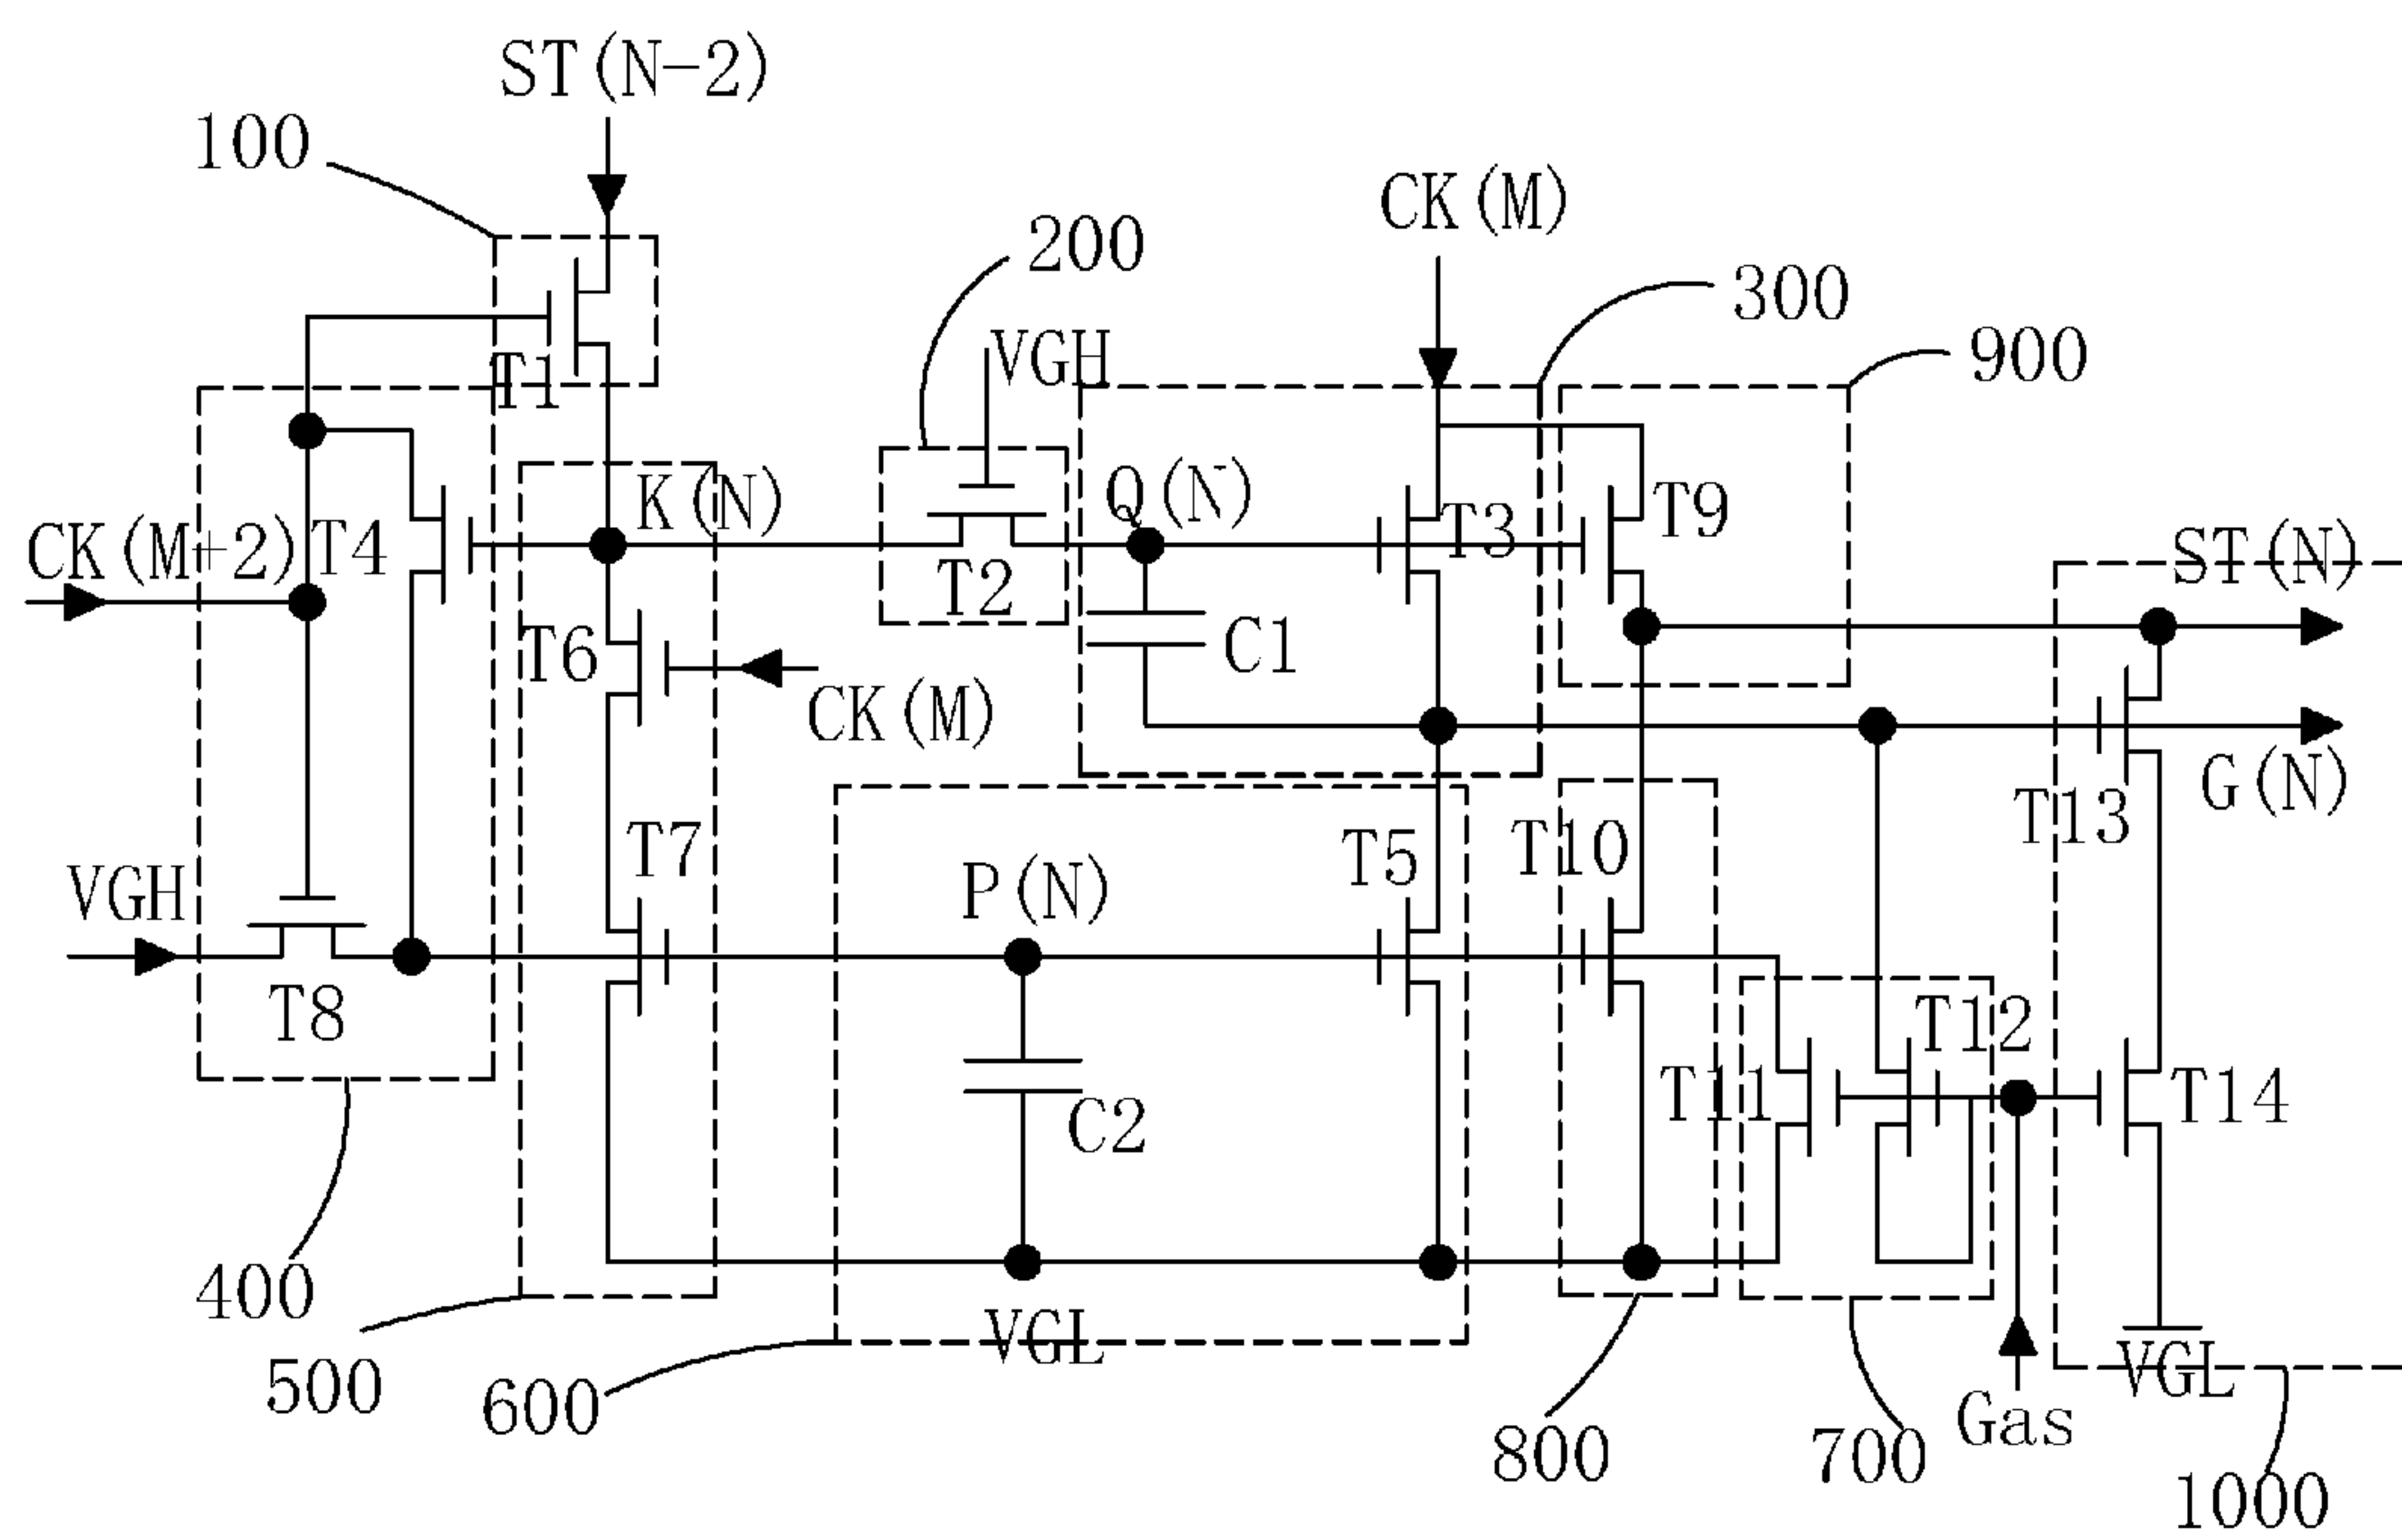 ST(N-2)
100
CK(M)
200
300
VGH
900
T1
K(N)
Q(N)
T9
CK(M+2)
T4
T3
ST(N)
T2
T6
C1
CK(M)
G(N)
T13
T7
T5
T10
VGH
P(N)
T8
T12
T11
T14
C2
400
VGL
VGL
500
600
Gas
800
700
1000